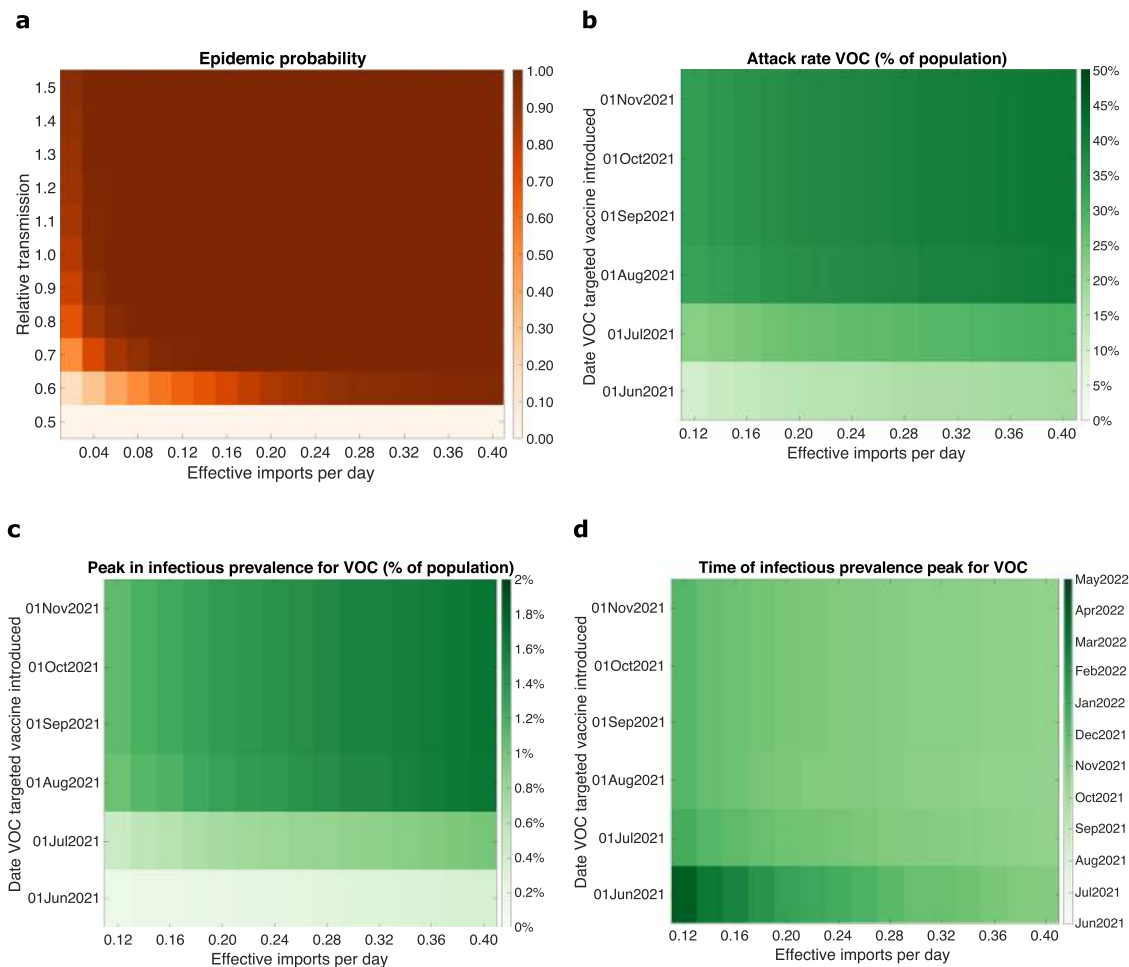 a
Epidemic probability
Relative transmission
1.5
1.4
1.3
1.2
1.1
1.0
0.9
0.8
0.7
0.6
0.5
0.04 0.08 0.12 0.16 0.20 0.24 0.28 0.32 0.36 0.40
Effective imports per day
1.00
0.90
0.80
0.70
0.60
0.50
0.40
0.30
0.20
0.10
0.00
b
Attack rate VOC (% of population)
Date VOC targeted vaccine introduced
01Nov2021
01Oct2021
01Sep2021
01Aug2021
01Jul2021
01Jun2021
0.12 0.16 0.20 0.24 0.28 0.32 0.36 0.40
Effective imports per day
50%
45%
40%
35%
30%
25%
20%
15%
10%
5%
0%
c
Peak in infectious prevalence for VOC (% of population)
Date VOC targeted vaccine introduced
01Nov2021
01Oct2021
01Sep2021
01Aug2021
01Jul2021
01Jun2021
0.12 0.16 0.20 0.24 0.28 0.32 0.36 0.40
Effective imports per day
2%
1.8%
1.6%
1.4%
1.2%
1%
0.8%
0.6%
0.4%
0.2%
0%
d
Time of infectious prevalence peak for VOC
Date VOC targeted vaccine introduced
01Nov2021
01Oct2021
01Sep2021
01Aug2021
01Jul2021
01Jun2021
0.12 0.16 0.20 0.24 0.28 0.32 0.36 0.40
Effective imports per day
May2022
Apr2022
Mar2022
Feb2022
Jan2022
Dec2021
Nov2021
Oct2021
Sep2021
Aug2021
Jul2021
Jun2021